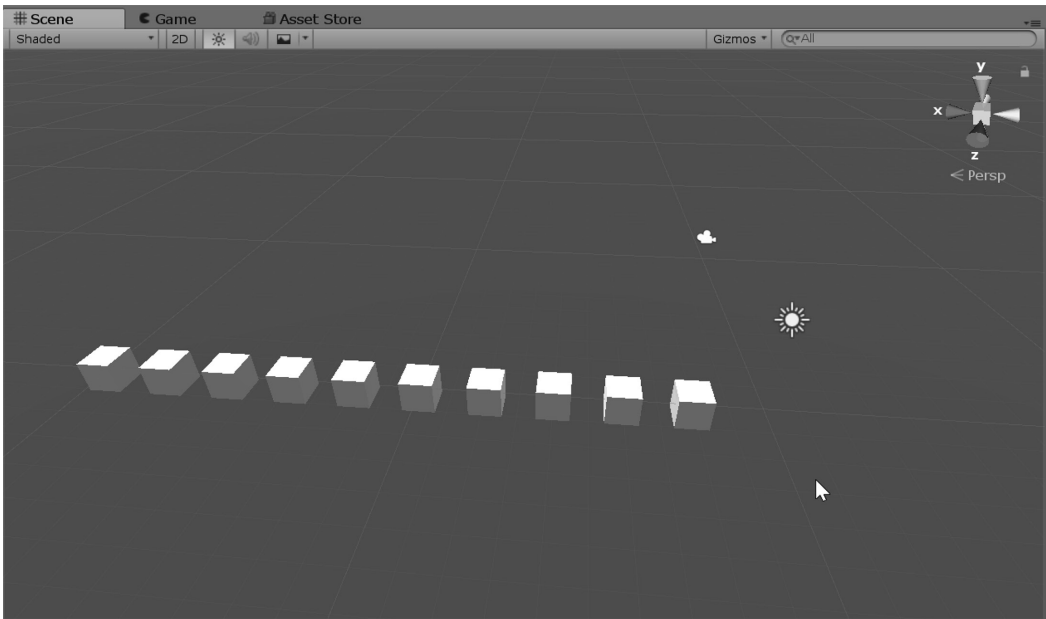 Scene Game Asset Store
Shaded 2D Gizmos All
y
x
z
Persp